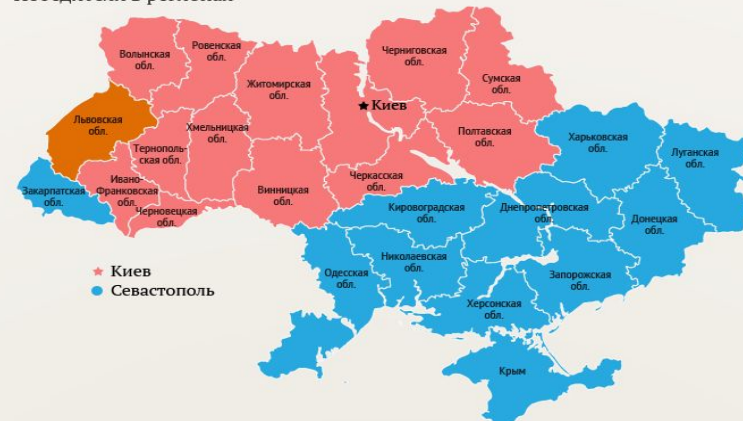 Волынская
обл.
Ровенская
обл.
Житомирская
обл.
Черниговская
обл.
Сумская
обл.
Киев
Львовская
обл.
Хмельницкая
обл.
Тернополь-
ская обл.
Полтавская
обл.
Харьковская
обл.
Луганская
обл.
Закарпатская
обл.
Ивано-
Франковская
обл.
Черновецкая
обл.
Винницкая
обл.
Черкасская
обл.
Кировоградская
обл.
Днепропетровская
обл.
Донецкая
обл.
Одесская
обл.
Николаевская
обл.
Херсонская
обл.
Запорожская
обл.
Крым
Киев
Севастополь